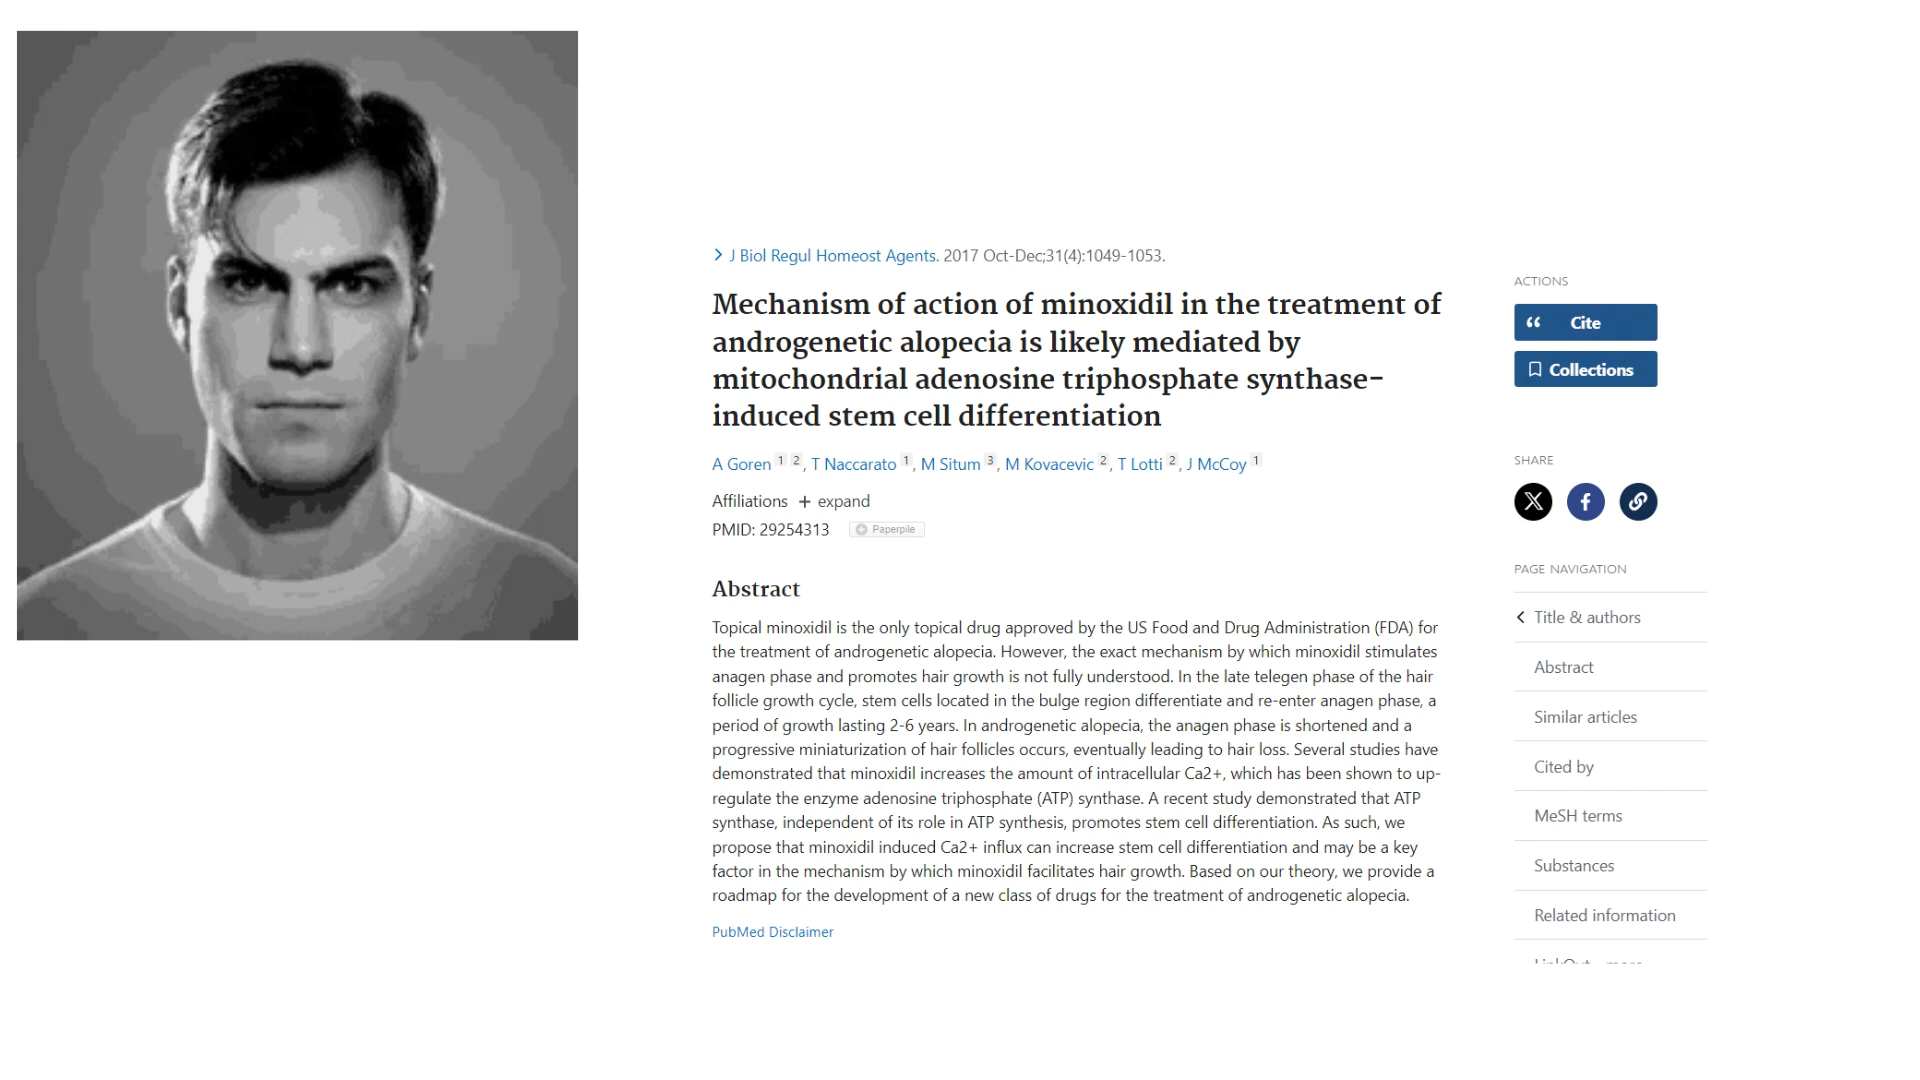 J Biol Regul Homeost Agents. 2017 Oct-Dec;31(4):1049-1053.
Mechanism of action of minoxidil in the treatment of
androgenetic alopecia is likely mediated by
mitochondrial adenosine triphosphate synthase-
induced stem cell differentiation
A Goren 1 2, T Naccarato 1, M Situm 3, M Kovacevic 2, T Lotti 2, J McCoy 1
Affiliations + expand
PMID: 29254313 Paperpile
Abstract
Topical minoxidil is the only topical drug approved by the US Food and Drug Administration (FDA) for
the treatment of androgenetic alopecia. However, the exact mechanism by which minoxidil stimulates
anagen phase and promotes hair growth is not fully understood. In the late telegen phase of the hair
follicle growth cycle, stem cells located in the bulge region differentiate and re-enter anagen phase, a
period of growth lasting 2-6 years. In androgenetic alopecia, the anagen phase is shortened and a
progressive miniaturization of hair follicles occurs, eventually leading to hair loss. Several studies have
demonstrated that minoxidil increases the amount of intracellular Ca2+, which has been shown to up-
regulate the enzyme adenosine triphosphate (ATP) synthase. A recent study demonstrated that ATP
synthase, independent of its role in ATP synthesis, promotes stem cell differentiation. As such, we
propose that minoxidil induced Ca2+ influx can increase stem cell differentiation and may be a key
factor in the mechanism by which minoxidil facilitates hair growth. Based on our theory, we provide a
roadmap for the development of a new class of drugs for the treatment of androgenetic alopecia.
PubMed Disclaimer
ACTIONS
Cite
Collections
SHARE
PAGE NAVIGATION
Title & authors
Abstract
Similar articles
Cited by
MeSH terms
Substances
Related information